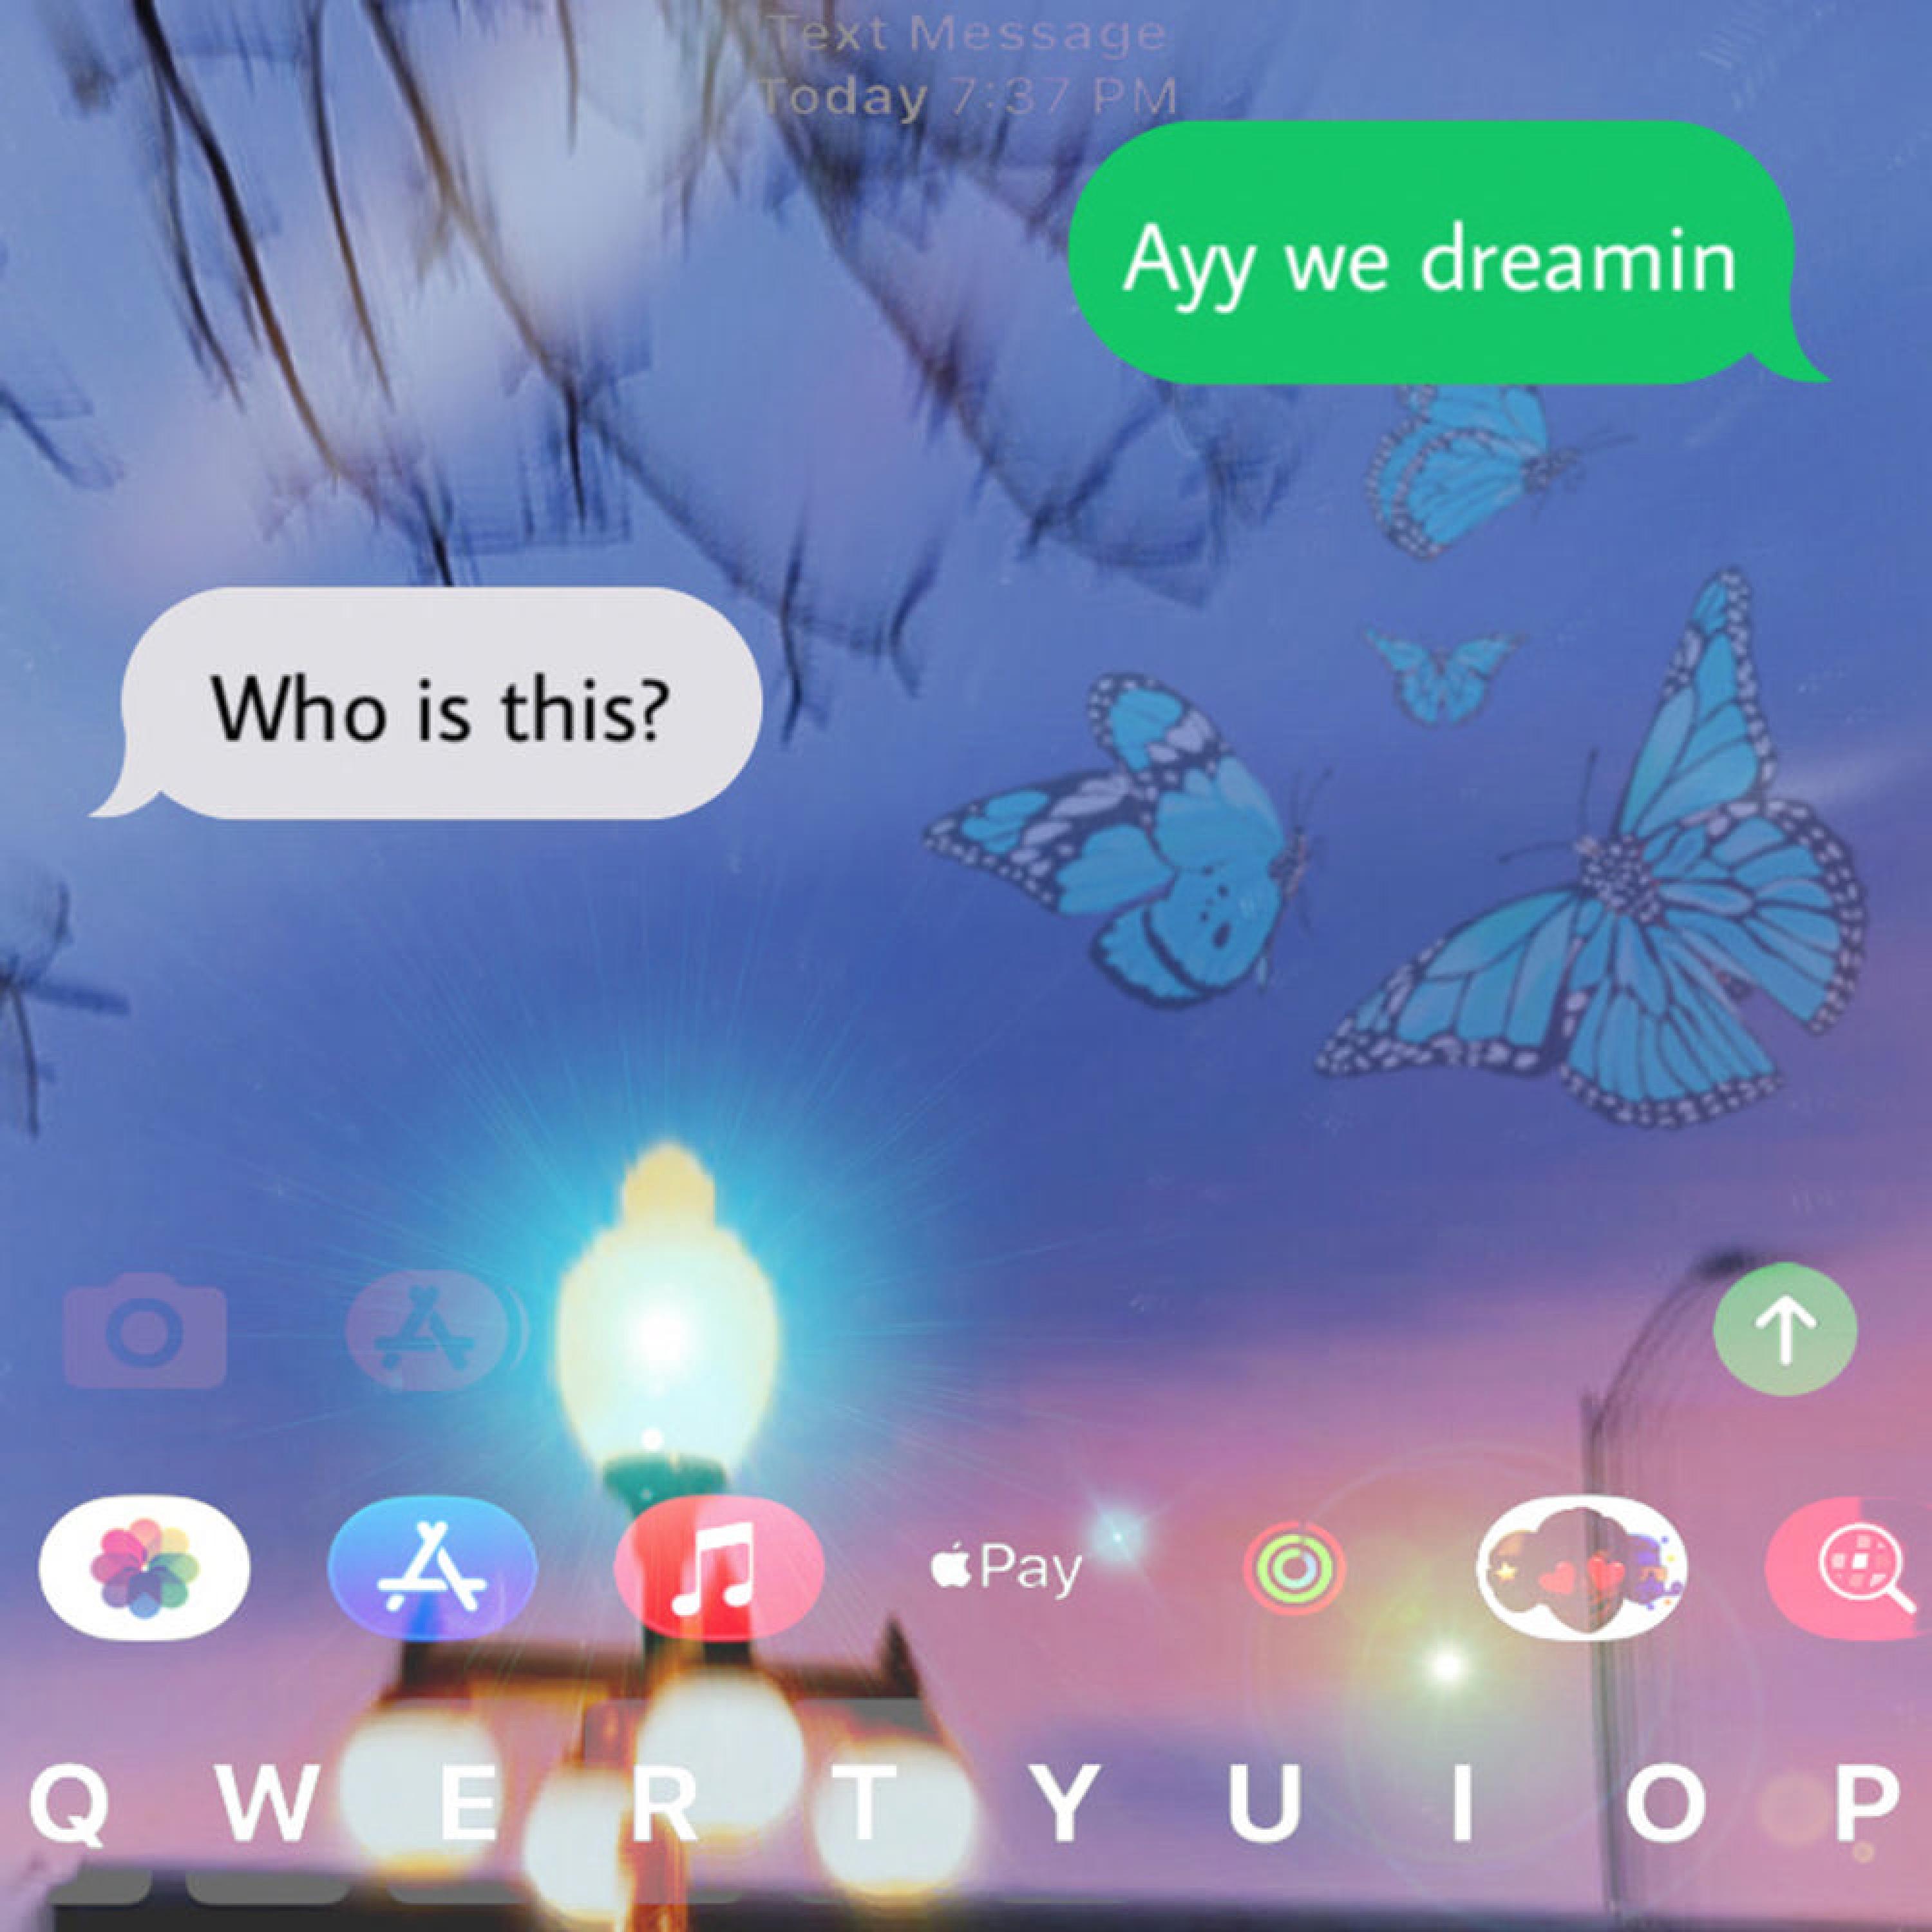 Text Message
Today 7:37 PM
Ayy we dreamin
Who is this?
Pay
Q W E R T Y U I O P